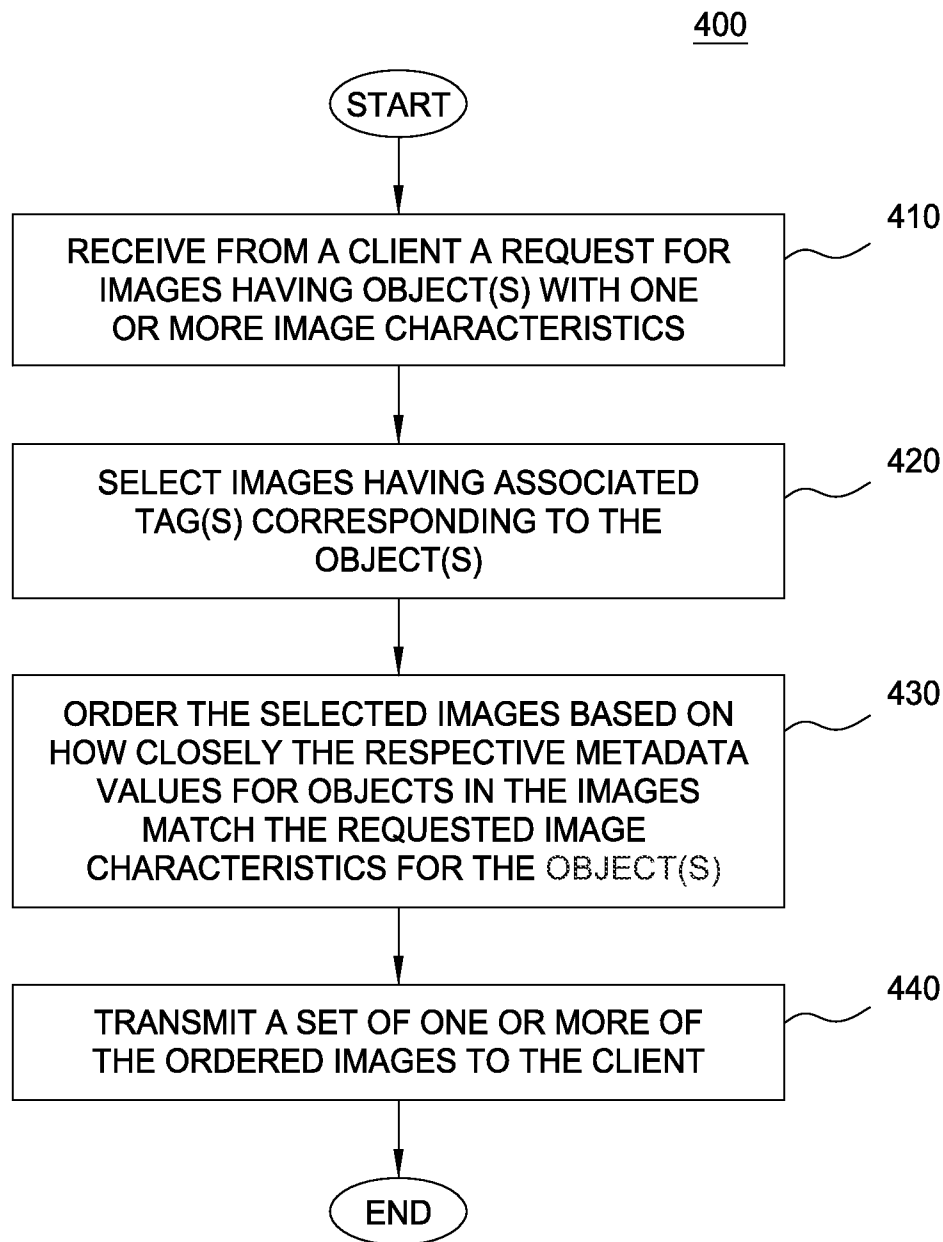 400
START
410
RECEIVE FROM A CLIENT A REQUEST FOR
IMAGES HAVING OBJECT(S) WITH ONE
OR MORE IMAGE CHARACTERISTICS
420
SELECT IMAGES HAVING ASSOCIATED
TAG(S) CORRESPONDING TO THE
OBJECT(S)
430
ORDER THE SELECTED IMAGES BASED ON
HOW CLOSELY THE RESPECTIVE METADATA
VALUES FOR OBJECTS IN THE IMAGES
MATCH THE REQUESTED IMAGE
CHARACTERISTICS FOR THE OBJECT(S)
440
TRANSMIT A SET OF ONE OR MORE OF
THE ORDERED IMAGES TO THE CLIENT
END